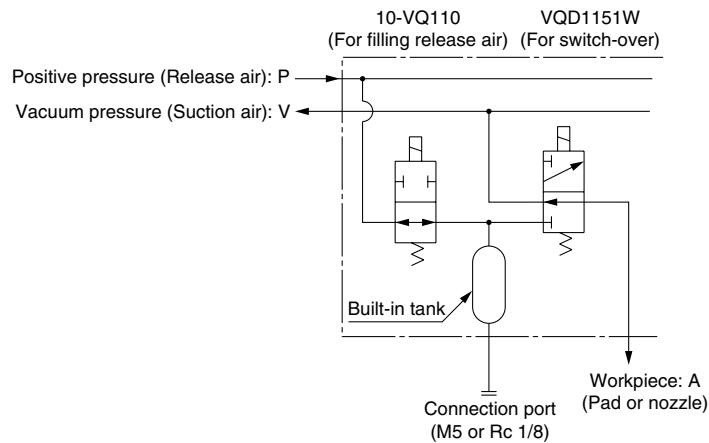 10-VQ110
(For filling release air)
VQD1151W
(For switch-over)
Positive pressure (Release air): P
Vacuum pressure (Suction air): V
Built-in tank
Connection port
(M5 or Rc 1/8)
Workpiece: A
(Pad or nozzle)